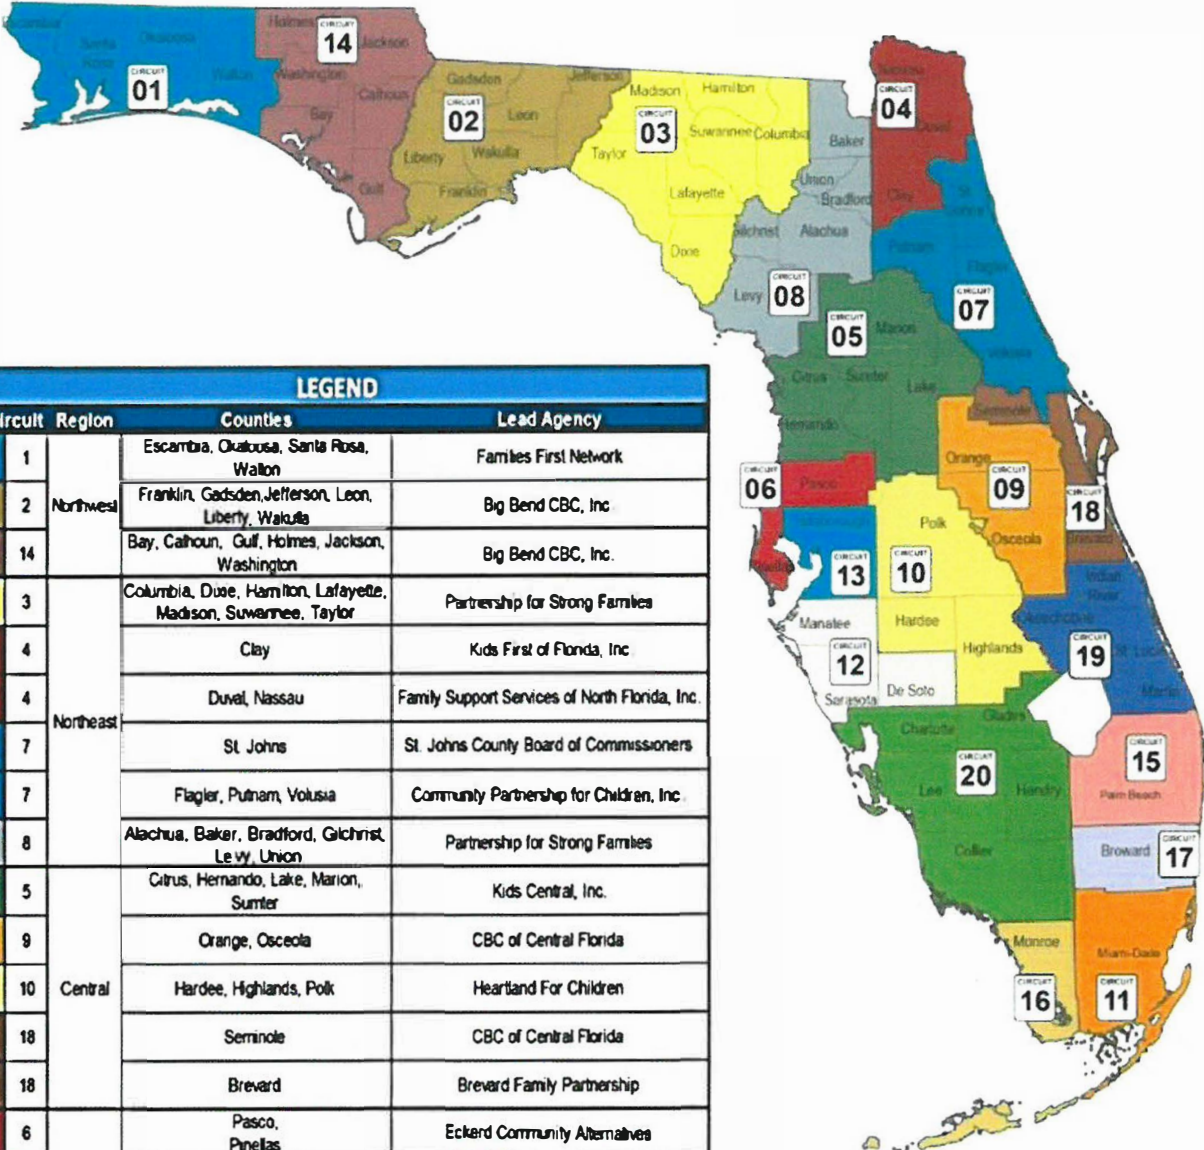 Escambia
Santa
Rosa
Okaloosa
Walton
CIRCUIT
01
Holmes
Jackson
CIRCUIT
14
Washington
Calhoun
Bay
Gulf
Gadsden
Jefferson
CIRCUIT
02
Leon
Liberty
Wakulla
Franklin
Madison
Hamilton
CIRCUIT
03
Suwannee
Columbia
Taylor
Lafayette
Dixie
Baker
Union
Bradford
Gilchrist
Alachua
Levy
CIRCUIT
08
Nassau
CIRCUIT
04
Duval
Clay
St.
Johns
Putnam
Flagler
CIRCUIT
07
Volusia
CIRCUIT
05
Marion
Citrus
Sumter
Lake
Hernando
Seminole
Orange
CIRCUIT
09
Osceola
CIRCUIT
18
Brevard
CIRCUIT
06
Pasco
Pinellas
Hillsborough
CIRCUIT
13
Polk
CIRCUIT
10
Hardee
Highlands
Manatee
CIRCUIT
12
Sarasota
De Soto
Indian
River
Okeechobee
CIRCUIT
19
St. Lucie
Martin
Charlotte
Glades
CIRCUIT
20
Lee
Hendry
Collier
CIRCUIT
15
Palm Beach
Broward
CIRCUIT
17
Monroe
CIRCUIT
16
Miami-Dade
CIRCUIT
11
LEGEND
ircuit Region Counties Lead Agency
1 Escambia, Okaloosa, Santa Rosa,
Walton Families First Network
Northwest
2 Franklin, Gadsden, Jefferson, Leon,
Liberty, Wakulla Big Bend CBC, Inc
14 Bay, Calhoun, Gulf, Holmes, Jackson,
Washington Big Bend CBC, Inc.
3 Columbia, Dixie, Hamilton, Lafayette,
Madison, Suwannee, Taylor Partnership for Strong Families
4 Clay Kids First of Florida, Inc
4 Duval, Nassau Family Support Services of North Florida, Inc.
Northeast
7 St. Johns St. Johns County Board of Commissioners
7 Flagler, Putnam, Volusia Community Partnership for Children, Inc.
8 Alachua, Baker, Bradford, Gilchrist,
Levy, Union Partnership for Strong Families
5 Citrus, Hernando, Lake, Marion,
Sumter Kids Central, Inc.
9 Orange, Osceola CBC of Central Florida
10 Central Hardee, Highlands, Polk Heartland For Children
18 Seminole CBC of Central Florida
18 Brevard Brevard Family Partnership
6 Pasco,
Pinellas Eckerd Community Alternatives